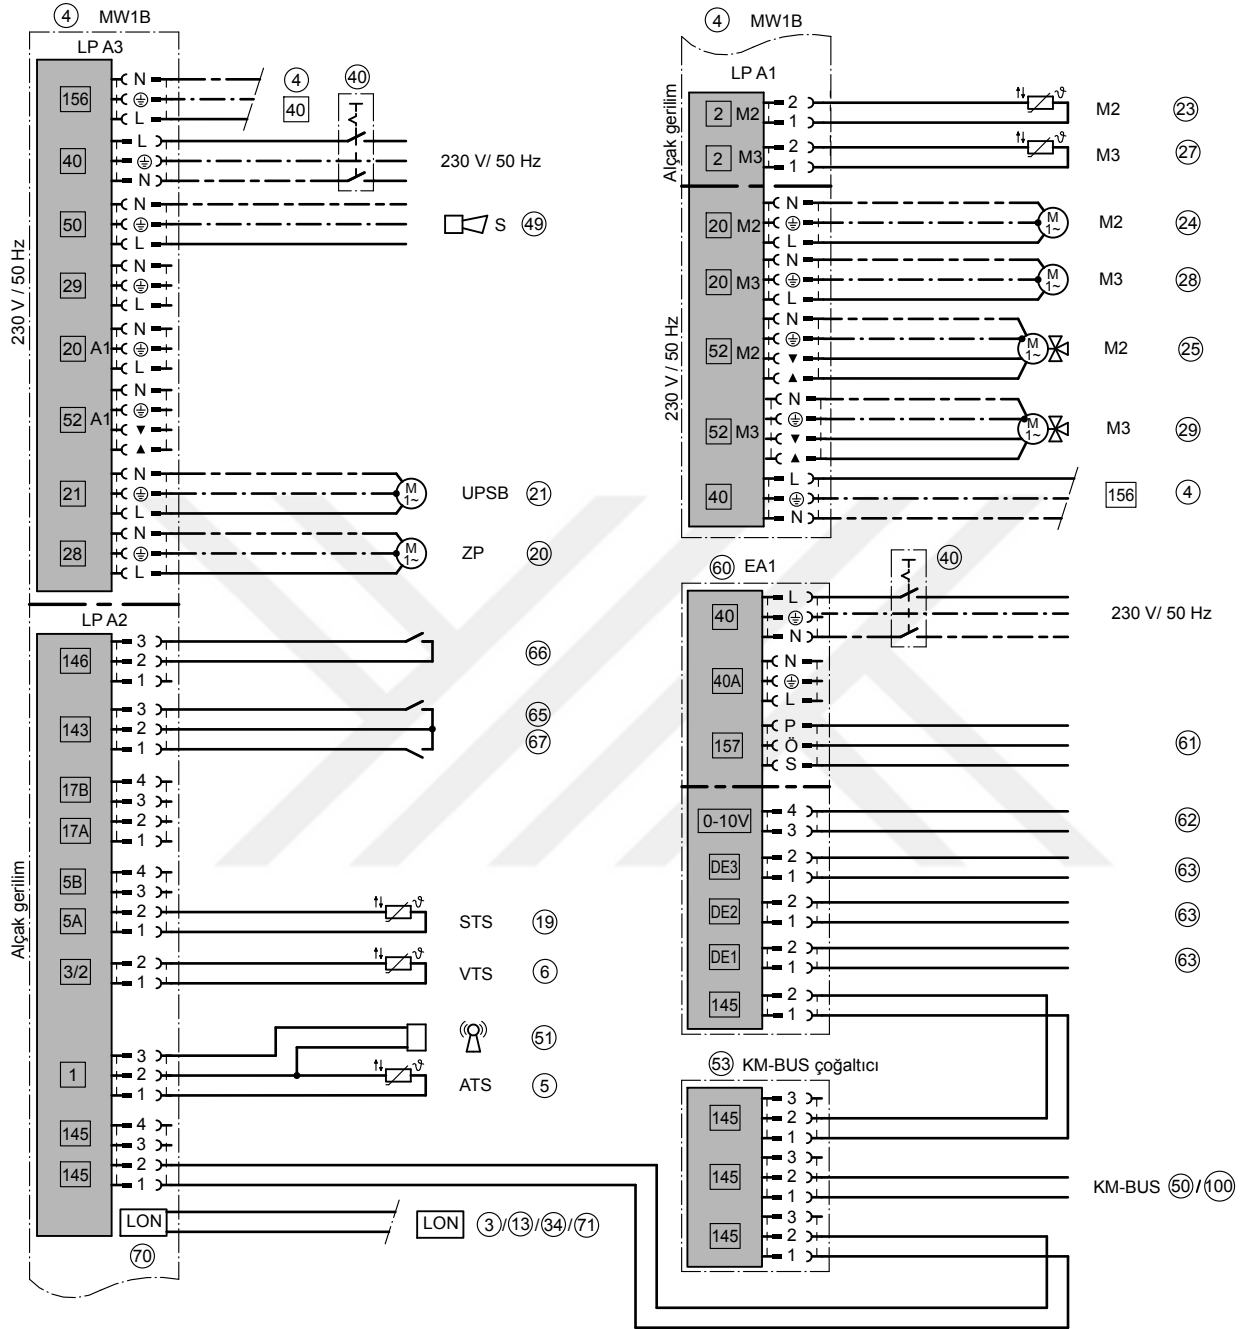 4 MW1B
LP A3
156 N
L
4
40
40
40 L
N
230 V/ 50 Hz
50 N
L
S 49
29 N
L
20 A1 N
L
52 A1 N
▼
▲
21 N
L
M
1~
UPSB 21
28 N
L
M
1~
ZP 20
230 V / 50 Hz
LP A2
146 3
2
1
66
143 3
2
1
65
67
17B 4
3
17A 2
1
5B 4
3
5A 2
1
STS 19
3/2 2
1
VTS 6
51
1 3
2
1
ATS 5
145 4
3
145 2
1
LON
LON 3/13/34/71
70
Alçak gerilim
4 MW1B
LP A1
Alçak gerilim
2 M2 2
1
M2 23
2 M3 2
1
M3 27
230 V / 50 Hz
20 M2 N
L
M
1~
M2 24
20 M3 N
L
M
1~
M3 28
52 M2 N
▼
▲
M
1~
M2 25
52 M3 N
▼
▲
M
1~
M3 29
40 L
N
156 4
60 EA1
40
40 L
N
230 V/ 50 Hz
40A N
L
157 P
Ö
S
61
0-10V 4
3
62
DE3 2
1
63
DE2 2
1
63
DE1 2
1
63
145 2
1
53 KM-BUS çoğaltıcı
145 3
2
1
145 3
2
1
KM-BUS 50/100
145 3
2
1